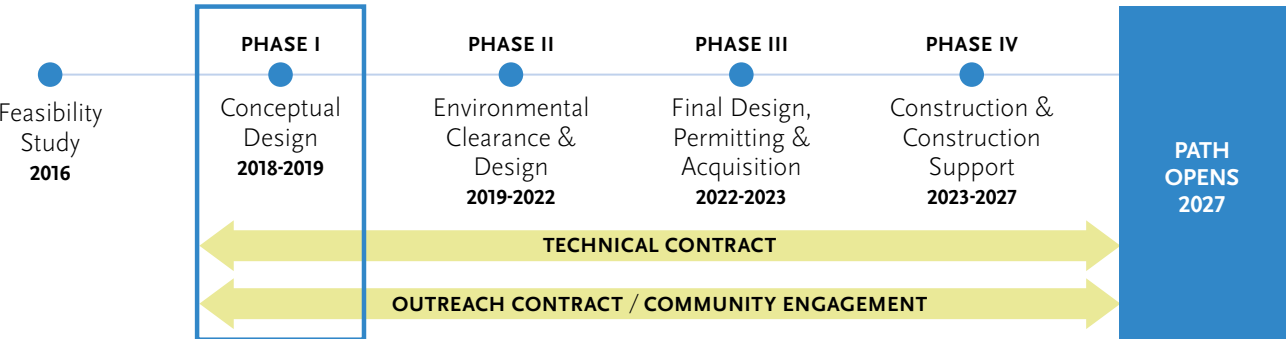 Feasibility
Study
2016
PHASE I
Conceptual
Design
2018-2019
PHASE II
Environmental
Clearance &
Design
2019-2022
PHASE III
Final Design,
Permitting &
Acquisition
2022-2023
PHASE IV
Construction &
Construction
Support
2023-2027
PATH
OPENS
2027
TECHNICAL CONTRACT
OUTREACH CONTRACT / COMMUNITY ENGAGEMENT